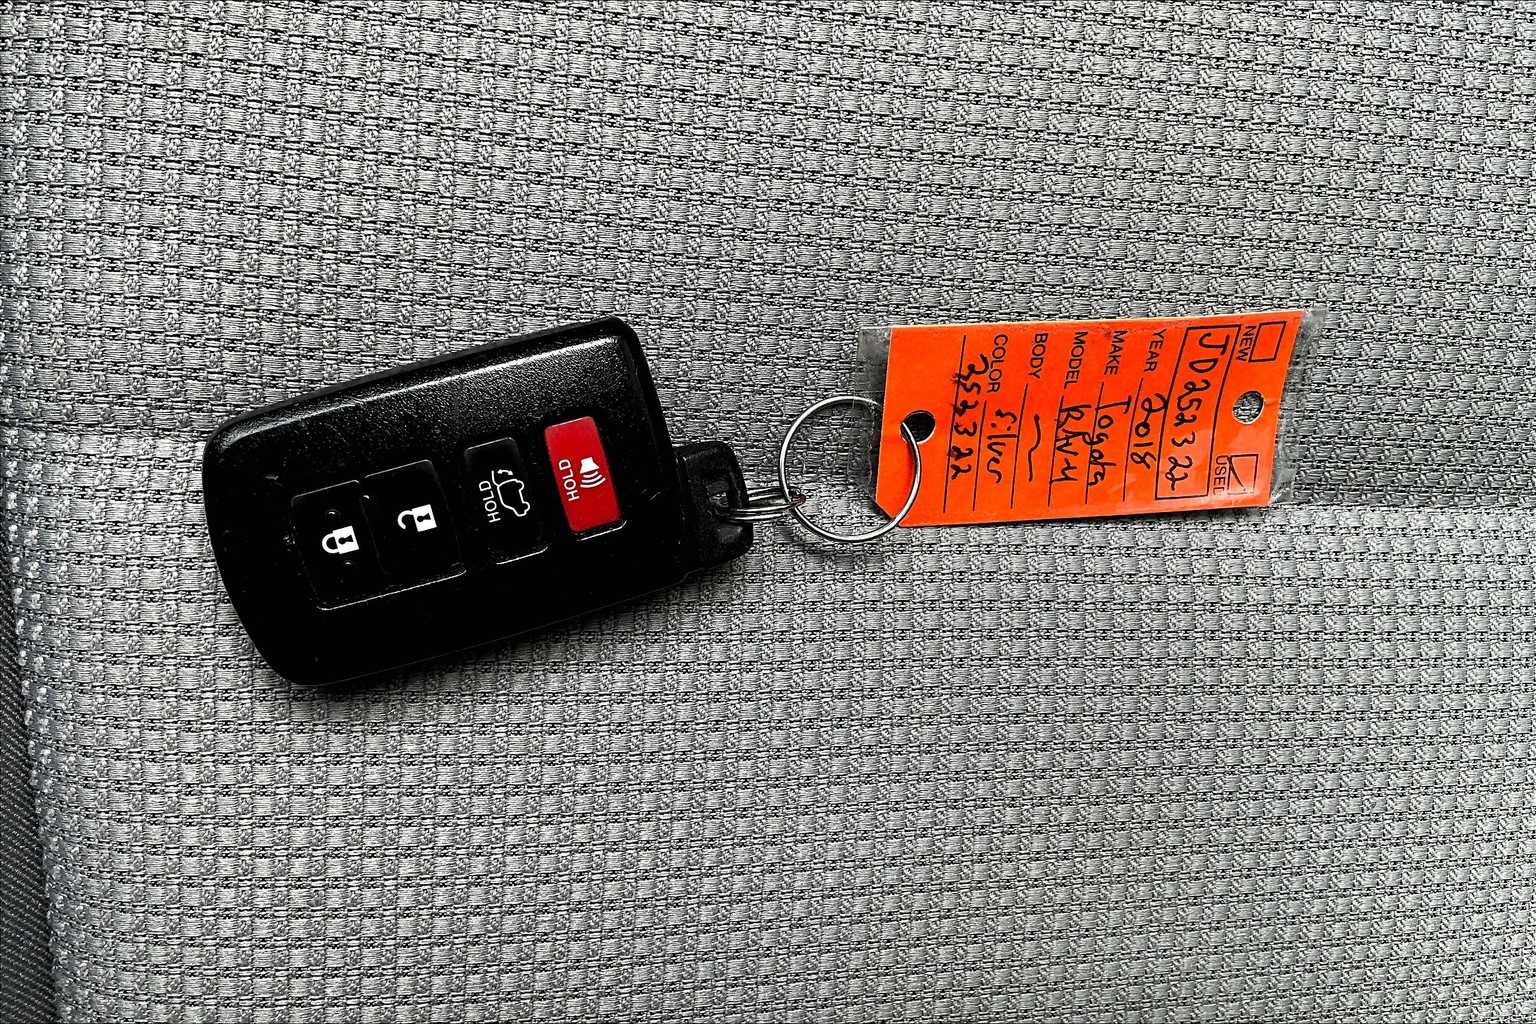 HOLD
HOLD
NEW USED
JD252322
YEAR 2018
MAKE Toyota
MODEL RAV4
BODY
COLOR Silver
252322